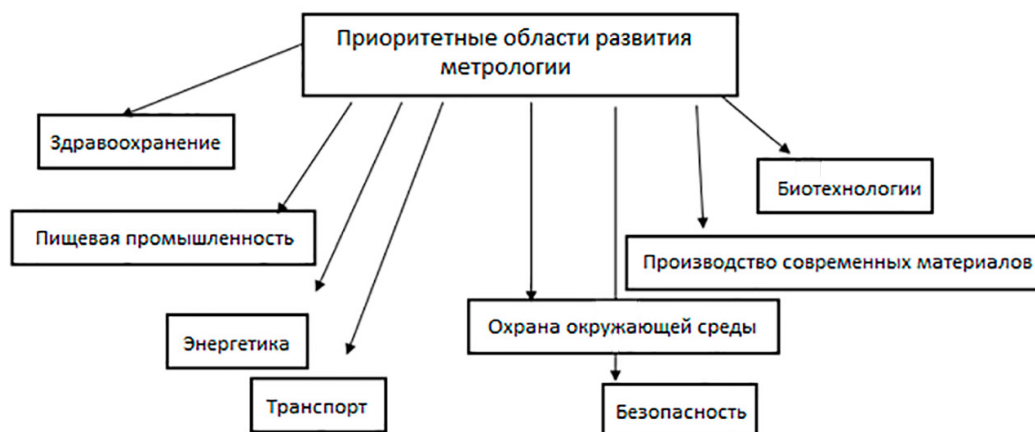 Приоритетные области развития
метрологии
Здравоохранение
Биотехнологии
Пищевая промышленность
Производство современных материалов
Охрана окружающей среды
Энергетика
Транспорт
Безопасность